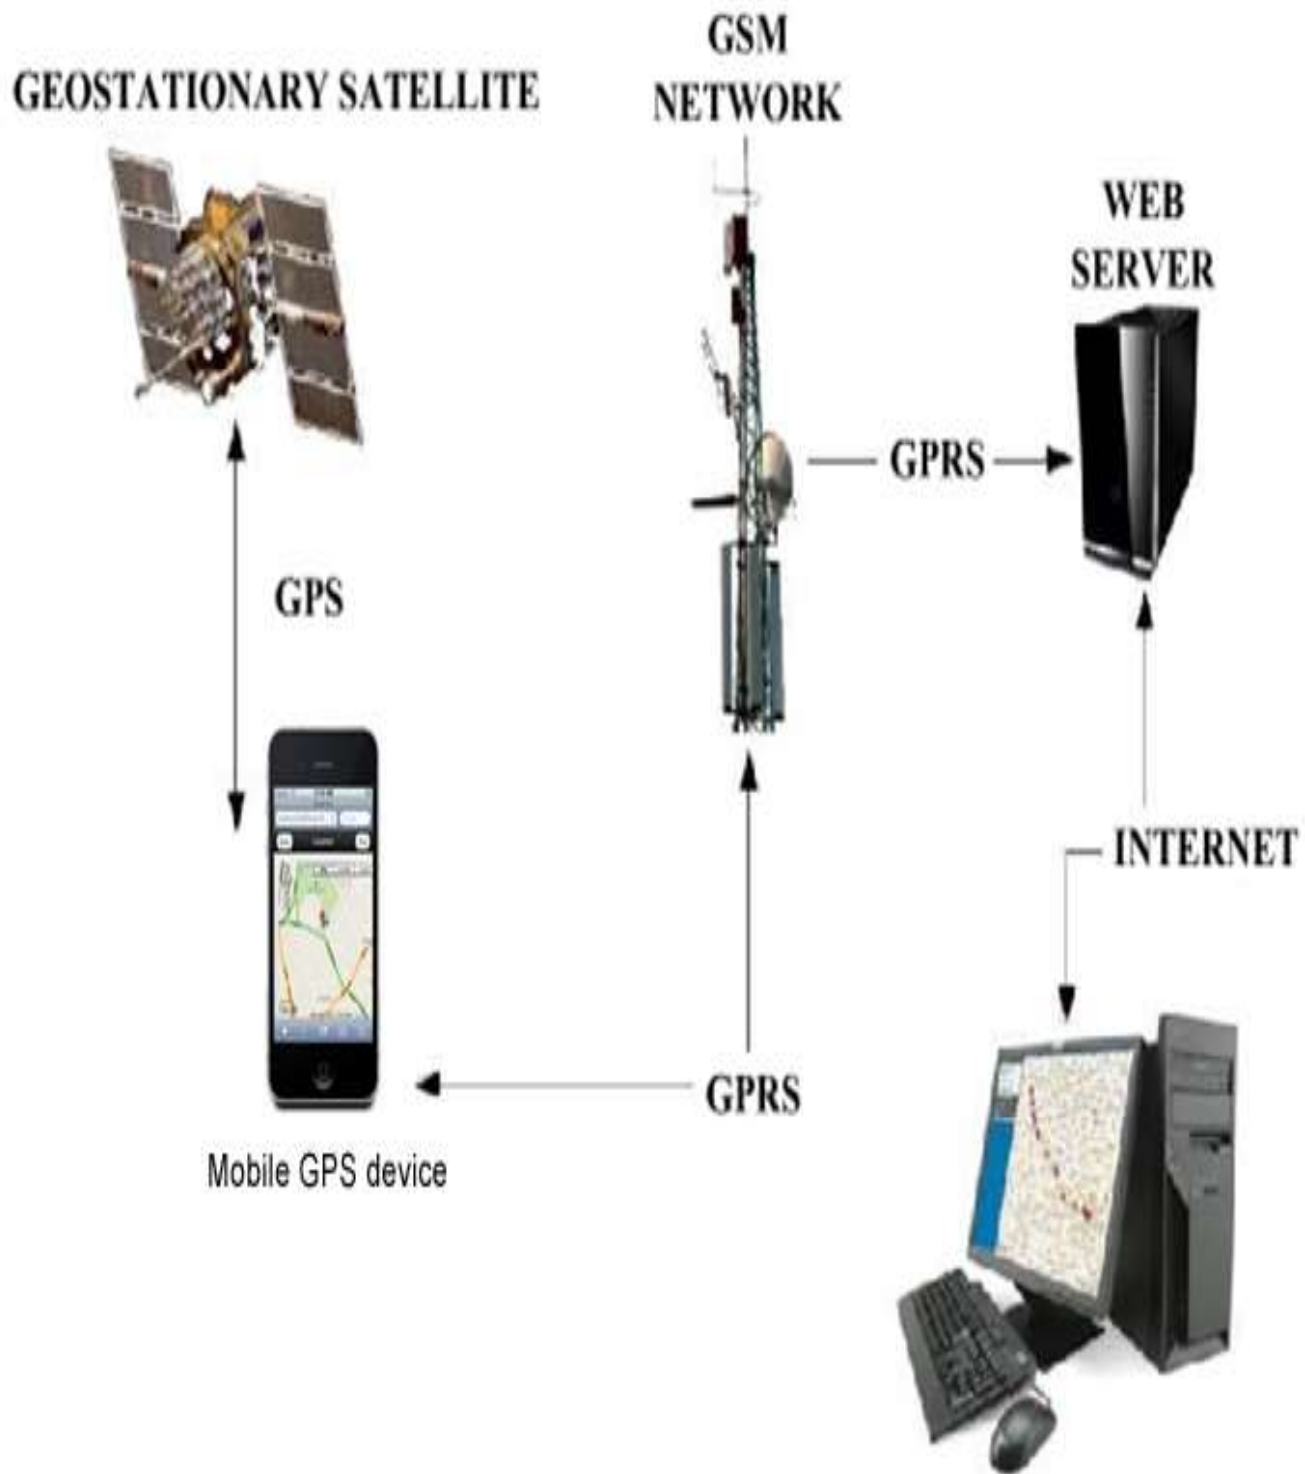 GEOSTATIONARY SATELLITE
GSM
NETWORK
WEB
SERVER
GPRS
GPS
INTERNET
GPRS
Mobile GPS device